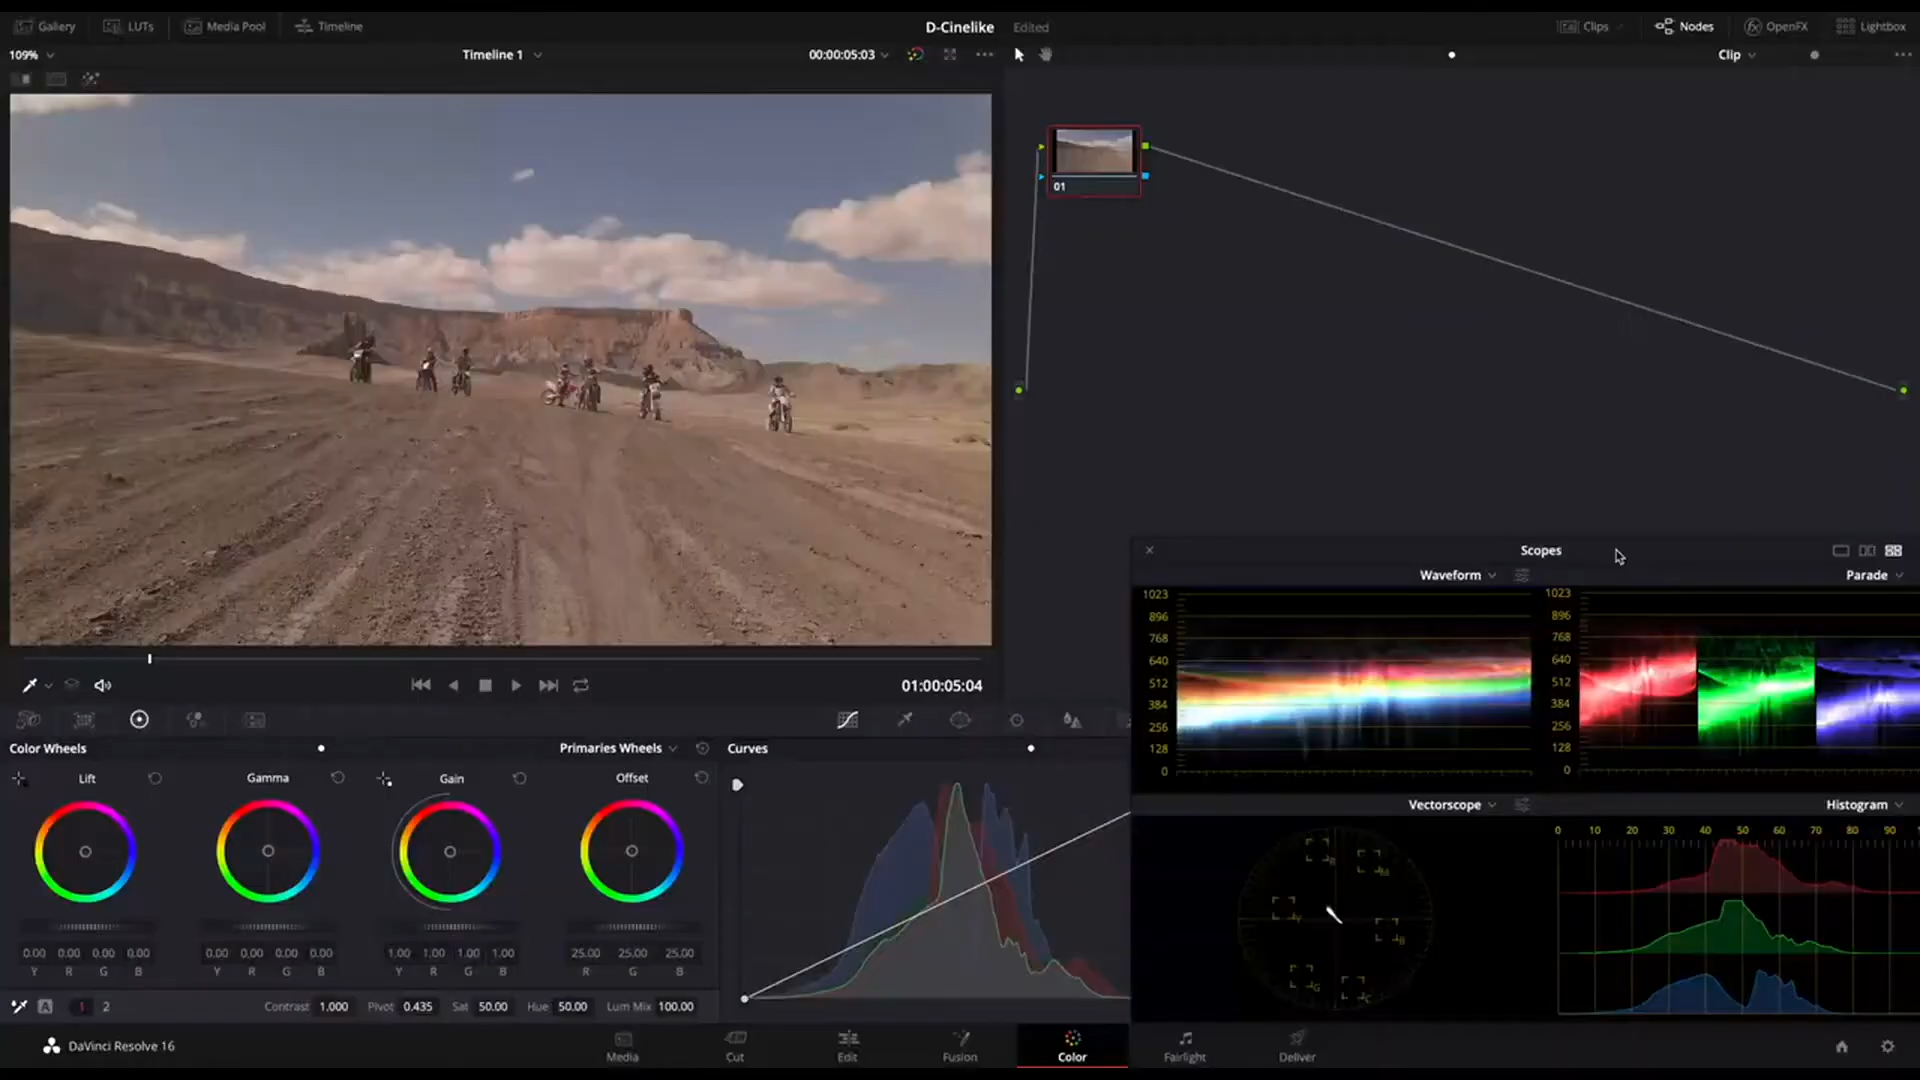 Gallery LUTs Media Pool Timeline D-Cinelike Edited Clips Nodes OpenFX Lightbox
109% Timeline 1 00:00:05:03 Clip
01
Scopes
Waveform Parade
1023 1023
896 896
768 768
640 640
512 512
384 384
256 256
128 128
0 0
01:00:05:04
Color Wheels Primaries Wheels Curves
Lift Gamma Gain Offset
Vectorscope Histogram
0 10 20 30 40 50 60 70 80 90
R M
Y B
G C
0.00 0.00 0.00 0.00 0.00 0.00 0.00 0.00 1.00 1.00 1.00 1.00 25.00 25.00 25.00
Y R G B Y R G B Y R G B R G B
A 1 2 Contrast 1.000 Pivot 0.435 Sat 50.00 Hue 50.00 Lum Mix 100.00
DaVinci Resolve 16 Media Cut Edit Fusion Color Fairlight Deliver